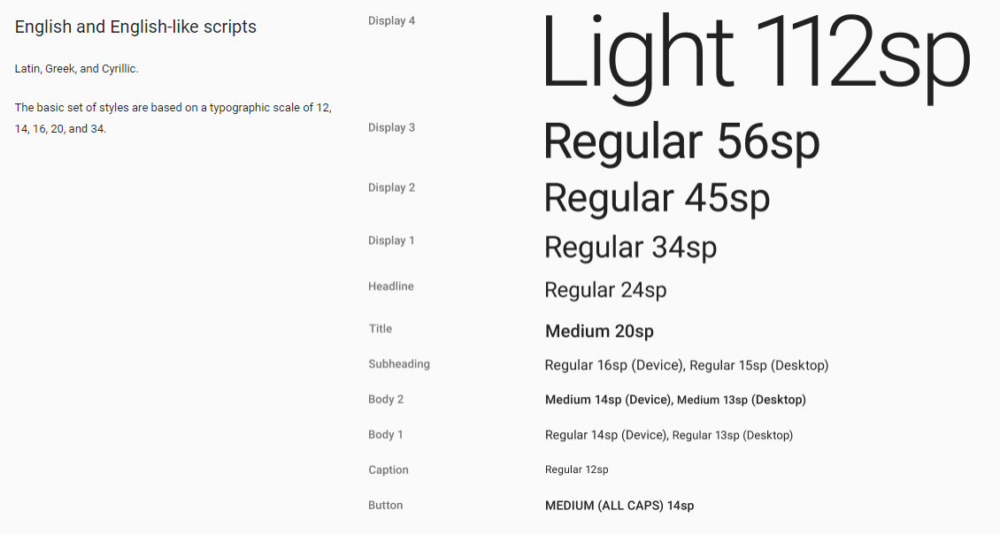 English and English-like scripts
Latin, Greek, and Cyrillic.
The basic set of styles are based on a typographic scale of 12,
14, 16, 20, and 34.
Display 4 Light 112sp
Display 3 Regular 56sp
Display 2 Regular 45sp
Display 1 Regular 34sp
Headline Regular 24sp
Title Medium 20sp
Subheading Regular 16sp (Device), Regular 15sp (Desktop)
Body 2 Medium 14sp (Device), Medium 13sp (Desktop)
Body 1 Regular 14sp (Device), Regular 13sp (Desktop)
Caption Regular 12sp
Button MEDIUM (ALL CAPS) 14sp